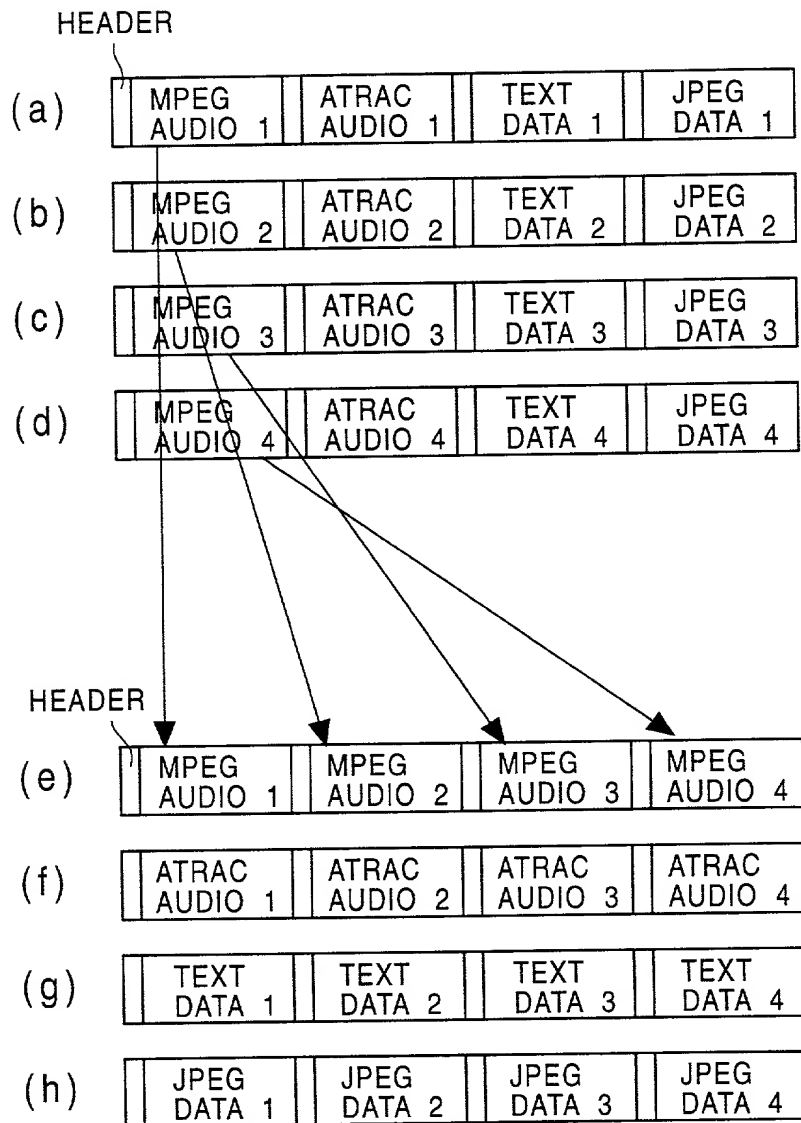 HEADER
(a) MPEG ATRAC TEXT JPEG
AUDIO 1 AUDIO 1 DATA 1 DATA 1
(b) MPEG ATRAC TEXT JPEG
AUDIO 2 AUDIO 2 DATA 2 DATA 2
(c) MPEG ATRAC TEXT JPEG
AUDIO 3 AUDIO 3 DATA 3 DATA 3
(d) MPEG ATRAC TEXT JPEG
AUDIO 4 AUDIO 4 DATA 4 DATA 4
HEADER
(e) MPEG MPEG MPEG MPEG
AUDIO 1 AUDIO 2 AUDIO 3 AUDIO 4
(f) ATRAC ATRAC ATRAC ATRAC
AUDIO 1 AUDIO 2 AUDIO 3 AUDIO 4
(g) TEXT TEXT TEXT TEXT
DATA 1 DATA 2 DATA 3 DATA 4
(h) JPEG JPEG JPEG JPEG
DATA 1 DATA 2 DATA 3 DATA 4